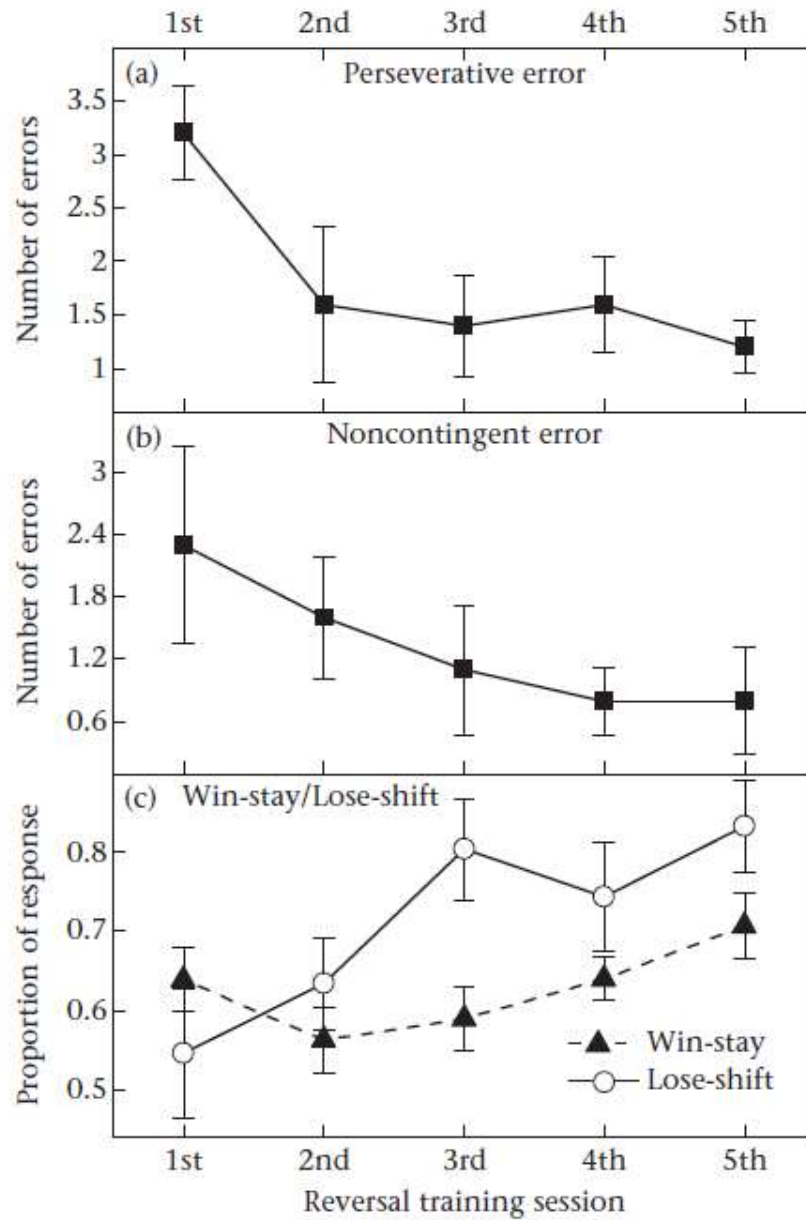 1st 2nd 3rd 4th 5th
(a) Perseverative error
3.5
3
2.5
2
1.5
1
Number of errors
(b) Noncontingent error
3
2.4
1.8
1.2
0.6
Number of errors
(c) Win-stay/Lose-shift
0.8
0.7
0.6
0.5
Proportion of response
Win-stay
Lose-shift
1st 2nd 3rd 4th 5th
Reversal training session